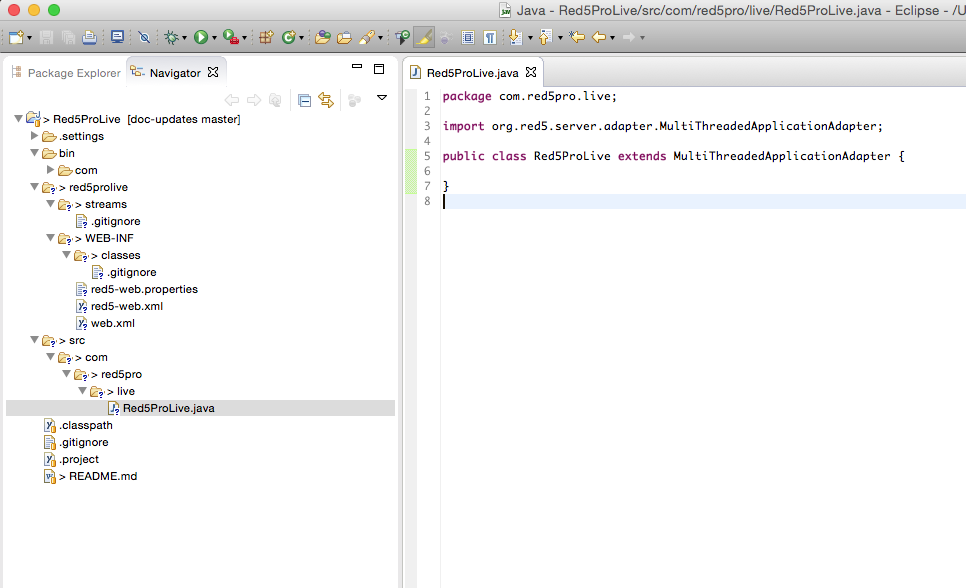 Java - Red5ProLive/src/com/red5pro/live/Red5ProLive.java - Eclipse - /U
Package Explorer
Navigator
> Red5ProLive [doc-updates master]
.settings
bin
com
> red5prolive
> streams
.gitignore
> WEB-INF
> classes
.gitignore
red5-web.properties
red5-web.xml
web.xml
> src
> com
> red5pro
> live
Red5ProLive.java
.classpath
.gitignore
.project
> README.md
Red5ProLive.java
1 package com.red5pro.live;
2
3 import org.red5.server.adapter.MultiThreadedApplicationAdapter;
4
5 public class Red5ProLive extends MultiThreadedApplicationAdapter {
6
7 }
8